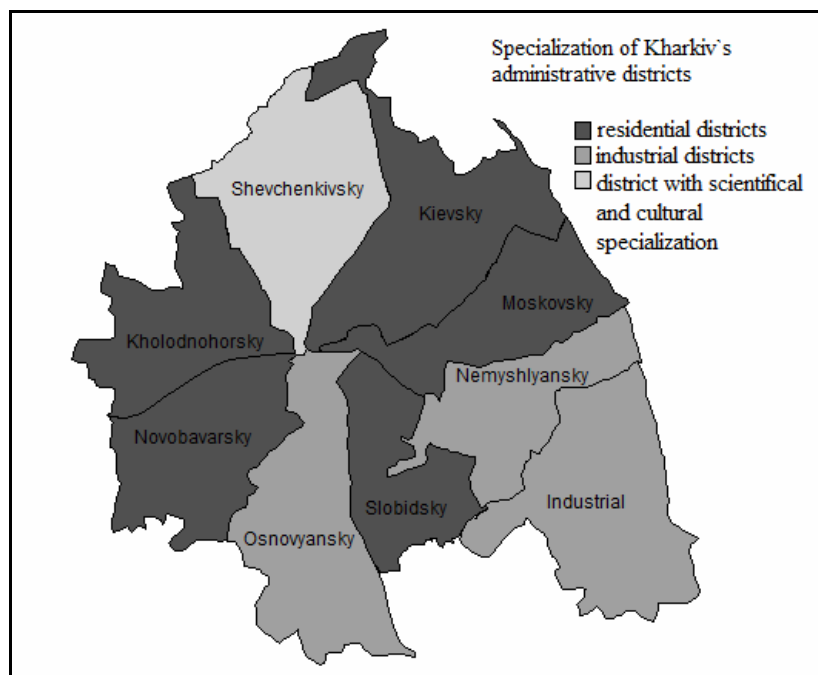 Specialization of Kharkiv`s
administrative districts
residential districts
industrial districts
district with scientifical
and cultural
specialization
Shevchenkivsky
Kievsky
Moskovsky
Kholodnohorsky
Nemyshlyansky
Novobavarsky
Industrial
Slobidsky
Osnovyansky